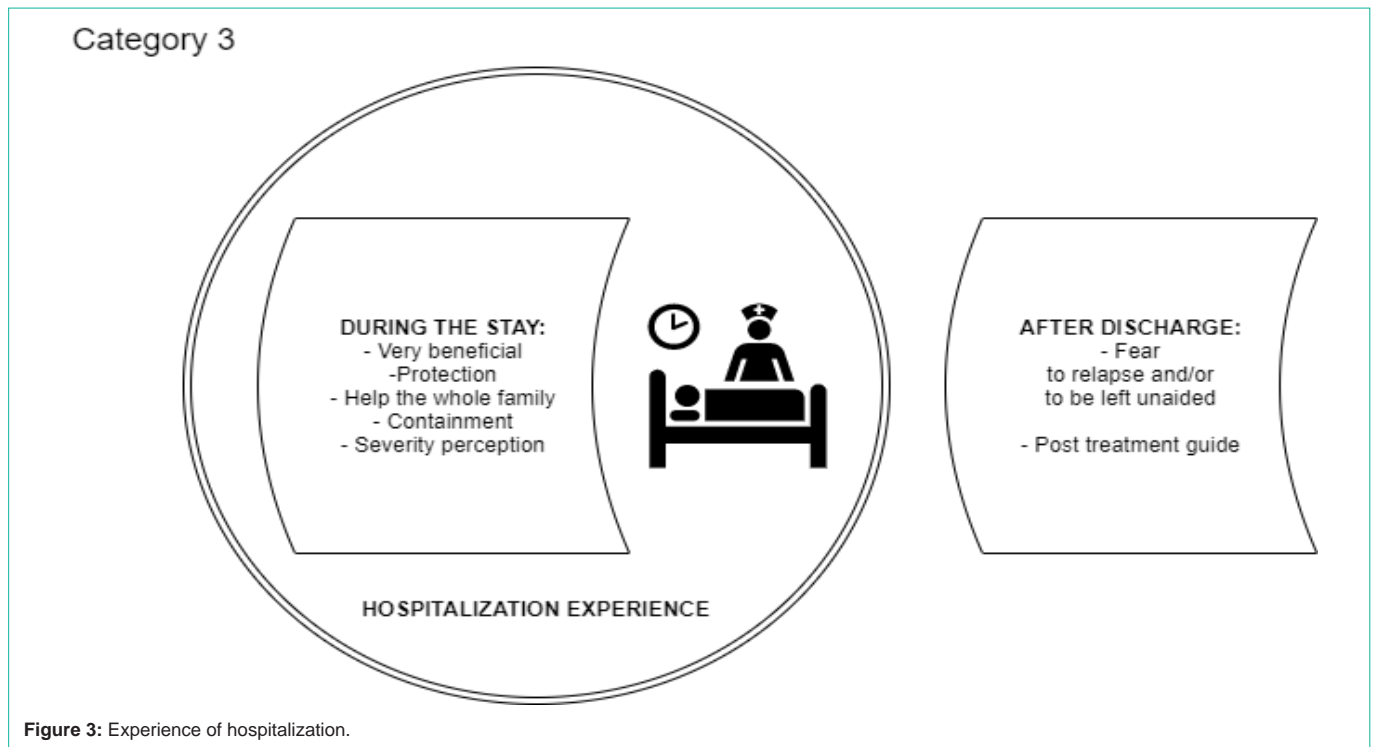 Category 3
DURING THE STAY:
- Very beneficial
-Protection
- Help the whole family
- Containment
- Severity perception
HOSPITALIZATION EXPERIENCE
AFTER DISCHARGE:
- Fear
to relapse and/or
to be left unaided
- Post treatment guide
Figure 3: Experience of hospitalization.